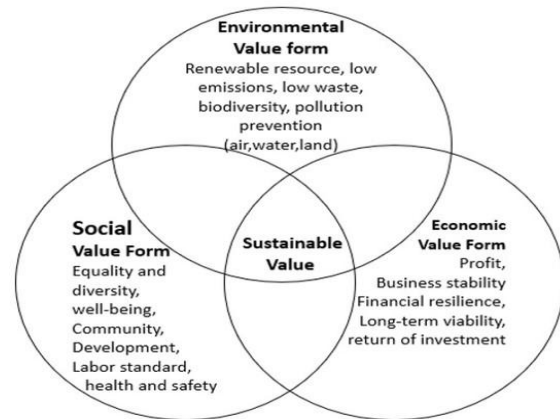 Environmental
Value form
Renewable resource, low
emissions, low waste,
biodiversity, pollution
prevention
(air,water,land)
Social
Value Form
Equality and
diversity,
well-being,
Community,
Development,
Labor standard,
health and safety
Sustainable
Value
Economic
Value Form
Profit,
Business stability
Financial resilience,
Long-term viability,
return of investment